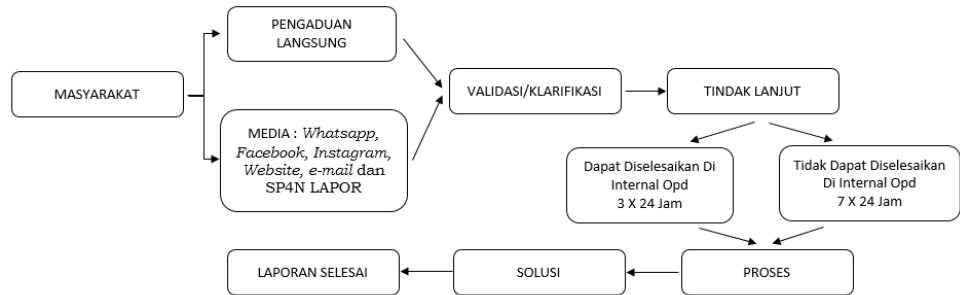 PENGADUAN
LANGSUNG
MASYARAKAT
MEDIA : Whatsapp,
Facebook, Instagram,
Website, e-mail dan
SP4N LAPOR
VALIDASI/KLARIFIKASI
TINDAK LANJUT
Dapat Diselesaikan Di
Internal Opd
3 X 24 Jam
Tidak Dapat Diselesaikan
Di Internal Opd
7 X 24 Jam
PROSES
SOLUSI
LAPORAN SELESAI